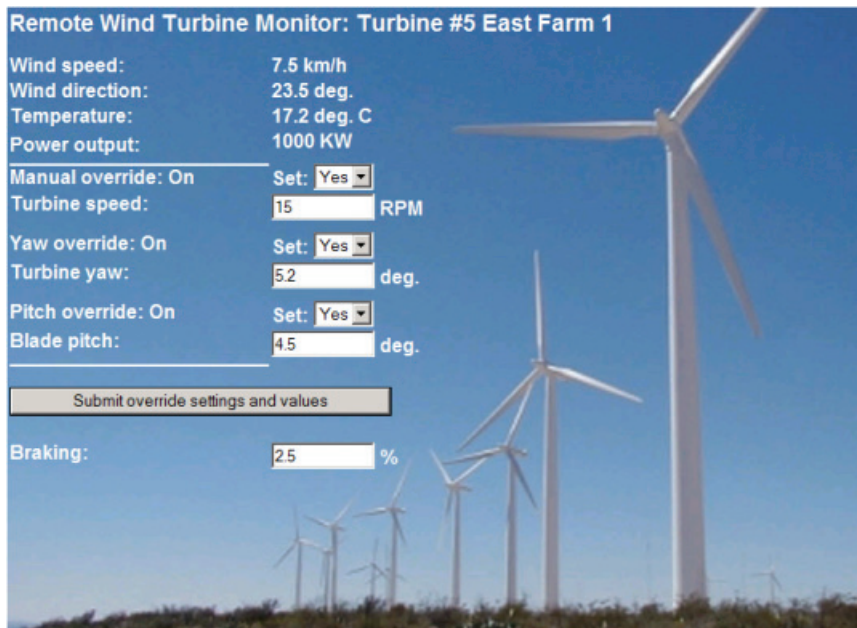 Remote Wind Turbine Monitor: Turbine #5 East Farm 1
Wind speed: 7.5 km/h
Wind direction: 23.5 deg.
Temperature: 17.2 deg. C
Power output: 1000 KW
Manual override: On Set: Yes
Turbine speed: 15 RPM
Yaw override: On Set: Yes
Turbine yaw: 5.2 deg.
Pitch override: On Set: Yes
Blade pitch: 4.5 deg.
Submit override settings and values
Braking: 2.5 %